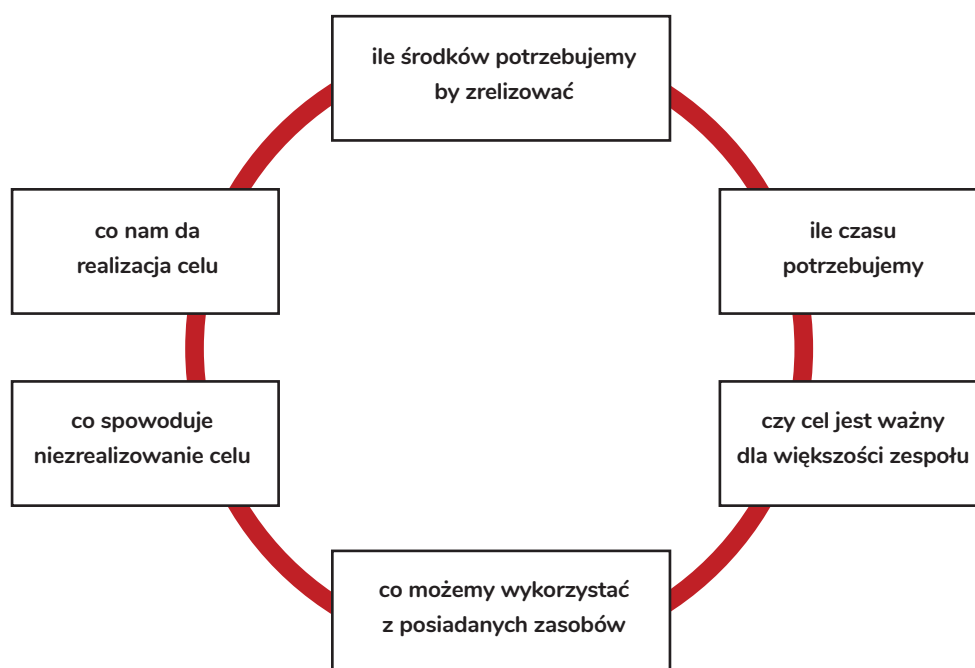 ile środków potrzebujemy
by zrelizować
co nam da
realizacja celu
ile czasu
potrzebujemy
co spowoduje
niezrealizowanie celu
czy cel jest ważny
dla większości zespołu
co możemy wykorzystać
z posiadanych zasobów